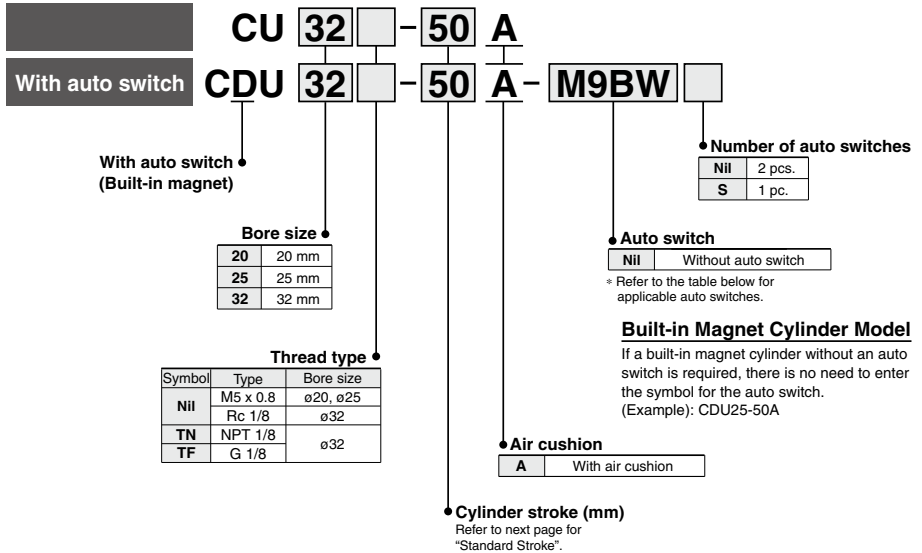 CU 32 - 50 A
With auto switch CDU 32 - 50 A - M9BW
With auto switch
(Built-in magnet)
Number of auto switches
Nil 2 pcs.
S 1 pc.
Bore size
20 20 mm
25 25 mm
32 32 mm
Auto switch
Nil Without auto switch
* Refer to the table below for
applicable auto switches.
Built-in Magnet Cylinder Model
If a built-in magnet cylinder without an auto
switch is required, there is no need to enter
the symbol for the auto switch.
(Example): CDU25-50A
Thread type
Symbol Type Bore size
Nil M5 x 0.8 ø20, ø25
Rc 1/8 ø32
TN NPT 1/8 ø32
TF G 1/8
Air cushion
A With air cushion
Cylinder stroke (mm)
Refer to next page for
“Standard Stroke”.